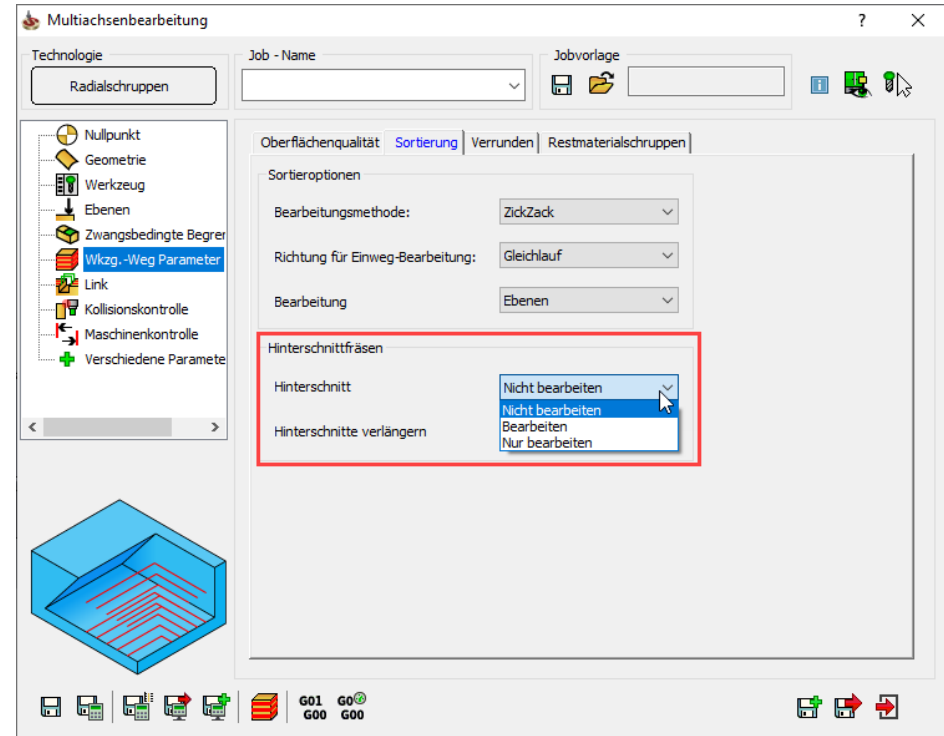 Multiachsenbearbeitung
?
Technologie
Radialschruppen
Job - Name
Jobvorlage
Nullpunkt
Geometrie
Werkzeug
Ebenen
Zwangsbedingte Begrer
Wkzg.-Weg Parameter
Link
Kollisionskontrolle
Maschinenkontrolle
Verschiedene Paramete
Oberflächenqualität Sortierung Verrunden Restmaterialschruppen
Sortieroptionen
Bearbeitungsmethode: ZickZack
Richtung für Einweg-Bearbeitung: Gleichlauf
Bearbeitung Ebenen
Hinterschnittfräsen
Hinterschnitt Nicht bearbeiten
Nicht bearbeiten
Bearbeiten
Nur bearbeiten
Hinterschnitte verlängern
G01 G00
G00 G00